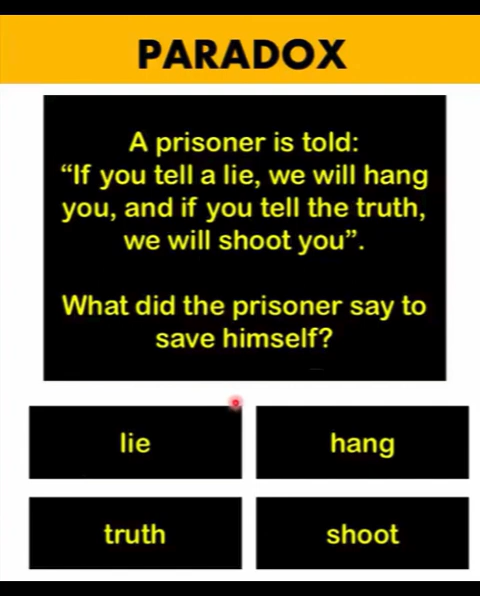 PARADOX
A prisoner is told:
“If you tell a lie, we will hang
you, and if you tell the truth,
we will shoot you”.
What did the prisoner say to
save himself?
lie
hang
truth
shoot